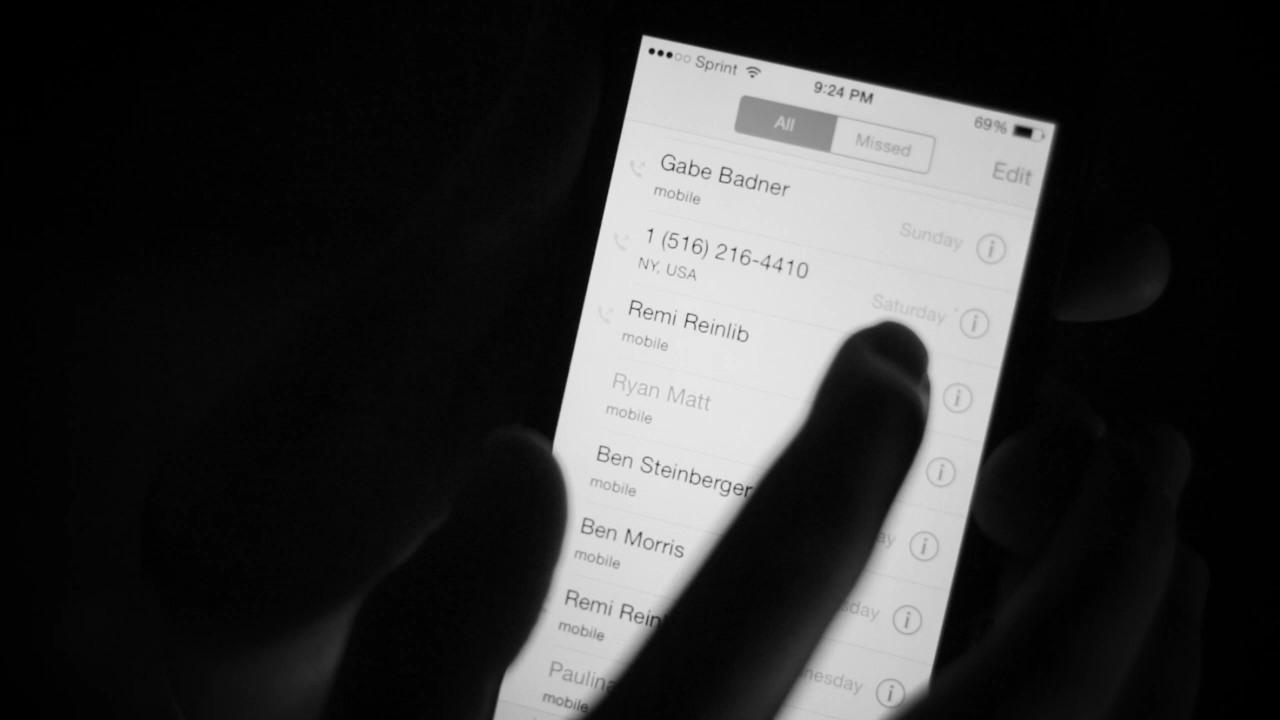 Sprint 9:24 PM 69%
All Missed Edit
Gabe Badner
mobile Sunday
1 (516) 216-4410
NY, USA Saturday
Remi Reinlib
mobile
Ryan Matt
mobile
Ben Steinberger
mobile
Ben Morris
mobile
Remi
mobile
Paulina
mobile